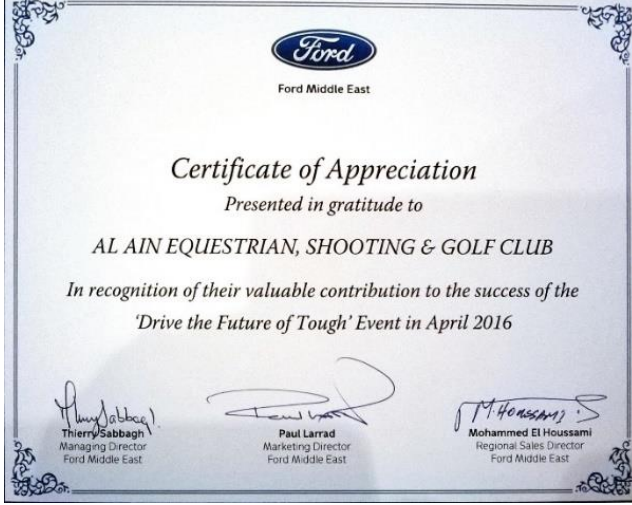 Ford
Ford Middle East
Certificate of Appreciation
Presented in gratitude to
AL AIN EQUESTRIAN, SHOOTING & GOLF CLUB
In recognition of their valuable contribution to the success of the
'Drive the Future of Tough' Event in April 2016
M. Houssami
Thierry Sabbagh
Managing Director
Ford Middle East
Paul Larrad
Marketing Director
Ford Middle East
Mohammed El Houssami
Regional Sales Director
Ford Middle East